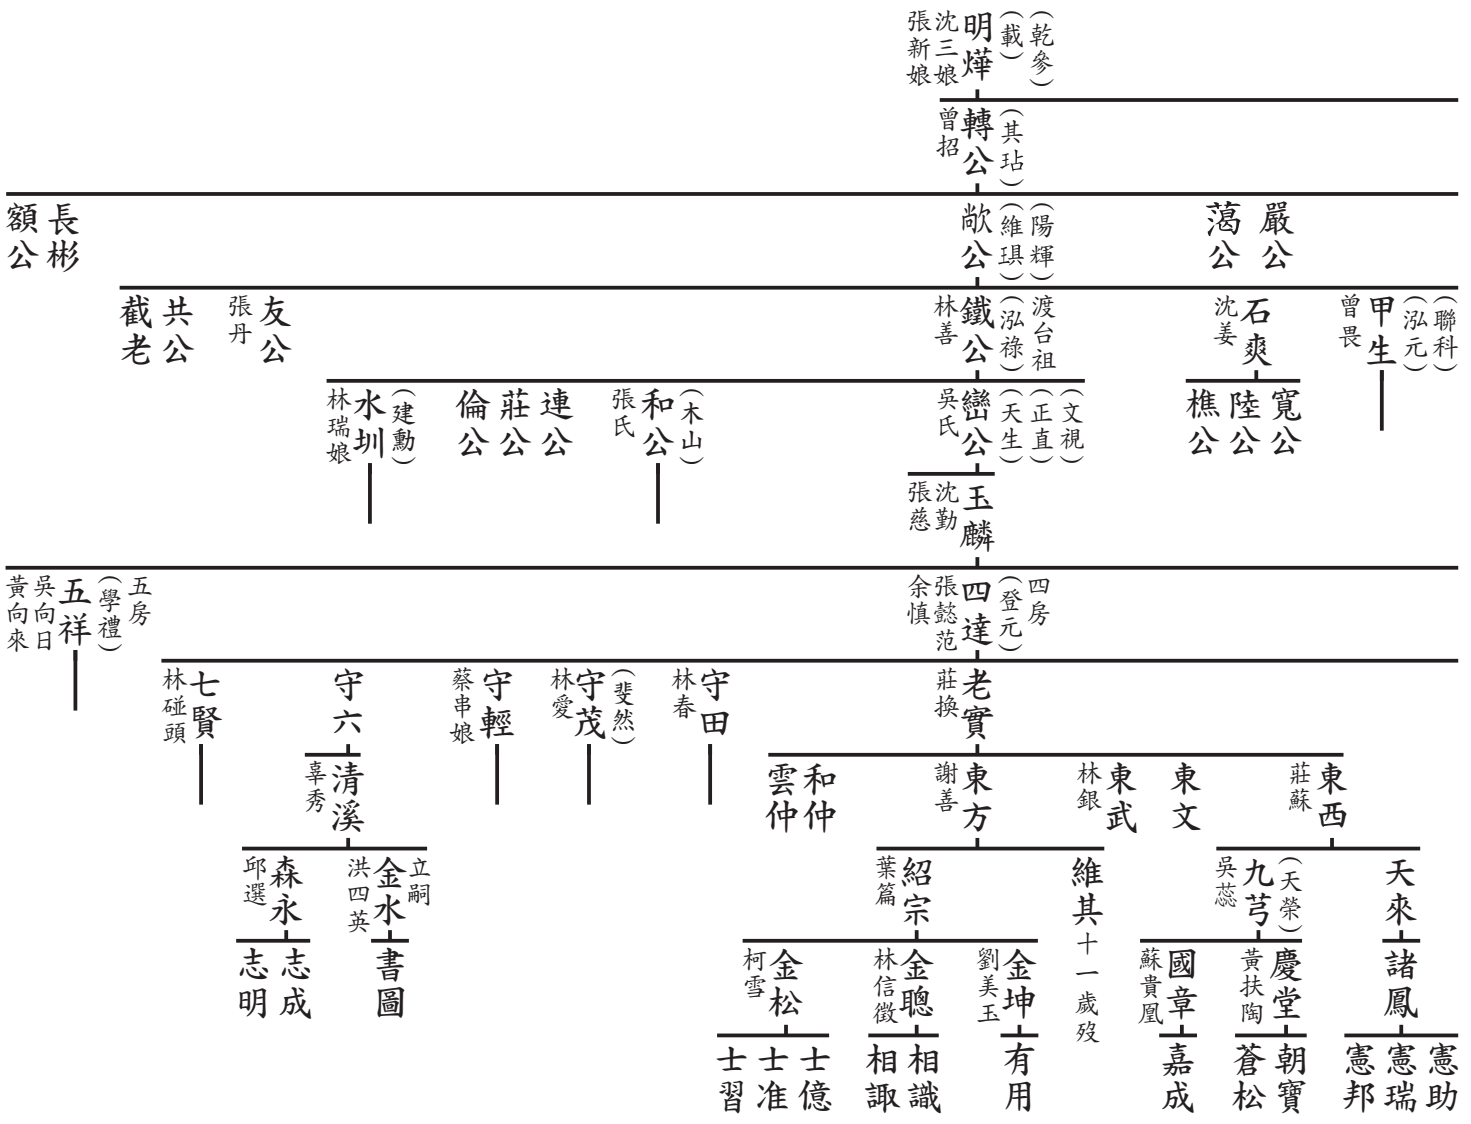 (乾參)
(載)
明燁
沈三娘
張新娘
(其玷)
轉公
曾招
嚴公
藹公
(陽輝)
(維琪)
敞公
長彬
額公
(聯科)
(泓元)
甲生
曾畏
石爽
沈姜
渡台祖
(泓祿)
鐵公
林善
友公
張丹
共公
截老
寬公
陸公
樵公
(文視)
(正直)
(天生)
巒公
吳氏
(木山)
和公
張氏
連公
莊公
倫公
(建勳)
水圳
林瑞娘
玉麟
沈勤
張慈
四房
(登元)
四達
張懿范
余慎
五房
(學禮)
五祥
吳向日
黃向來
老實
莊換
守田
林春
(斐然)
守茂
林愛
守輕
蔡串娘
守六
七賢
林碰頭
東西
莊蘇
東文
東武
林銀
東方
謝善
和仲
雲仲
清溪
辜秀
天來
(天榮)
九芎
吳蕊
維其
十一歲歿
紹宗
葉篇
立嗣
金水
洪四英
森永
邱選
諸鳳
慶堂
黃扶陶
國章
蘇貴凰
金坤
劉美玉
金聰
林信徵
金松
柯雪
書圖
志成
志明
憲助
憲瑞
憲邦
朝寶
蒼松
嘉成
有用
相識
相諏
士億
士准
士習